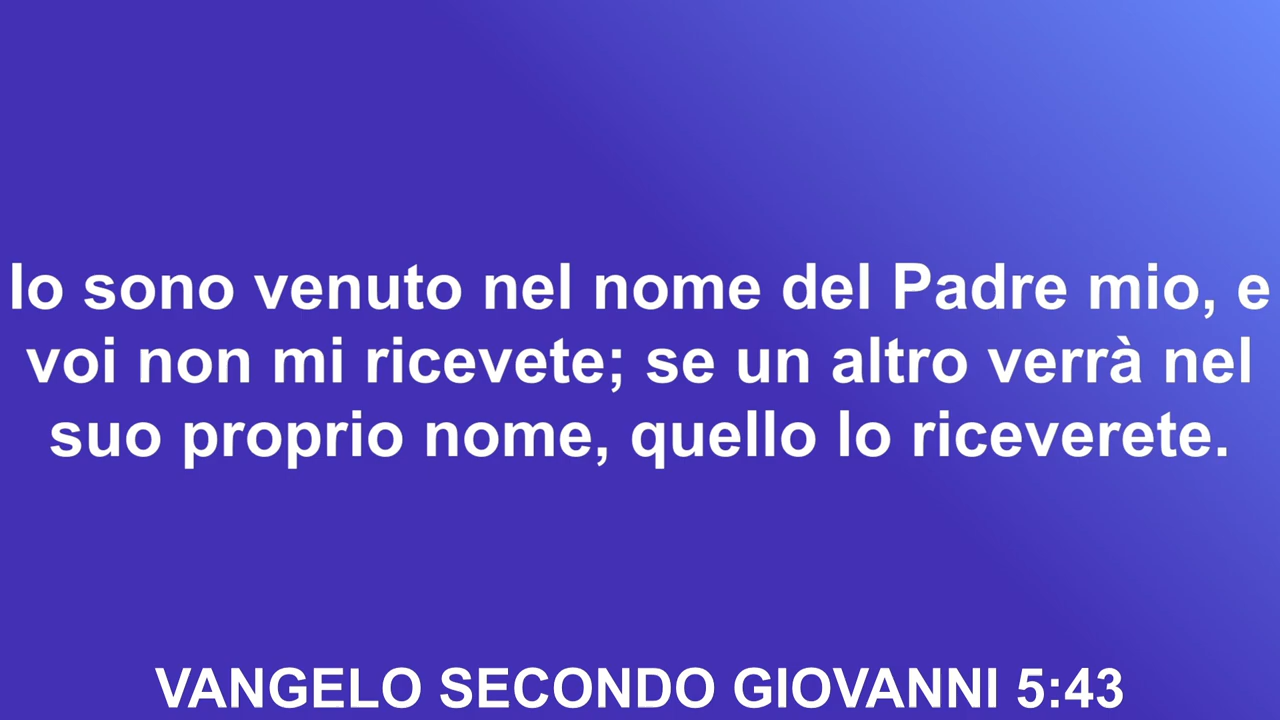 Io sono venuto nel nome del Padre mio, e
voi non mi ricevete; se un altro verrà nel
suo proprio nome, quello lo riceverete.
VANGELO SECONDO GIOVANNI 5:43